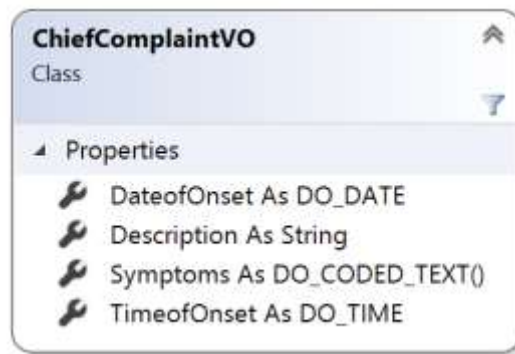 ChiefComplaintVO
Class
Properties
DateofOnset As DO_DATE
Description As String
Symptoms As DO_CODED_TEXT()
TimeofOnset As DO_TIME